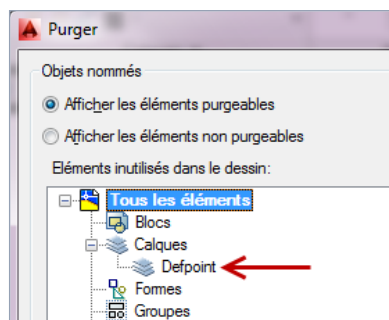 Purger
Objets nommés
Afficher les éléments purgeables
Afficher les éléments non purgeables
Eléments inutilisés dans le dessin:
Tous les éléments
Blocs
Calques
Defpoint
Formes
Groupes